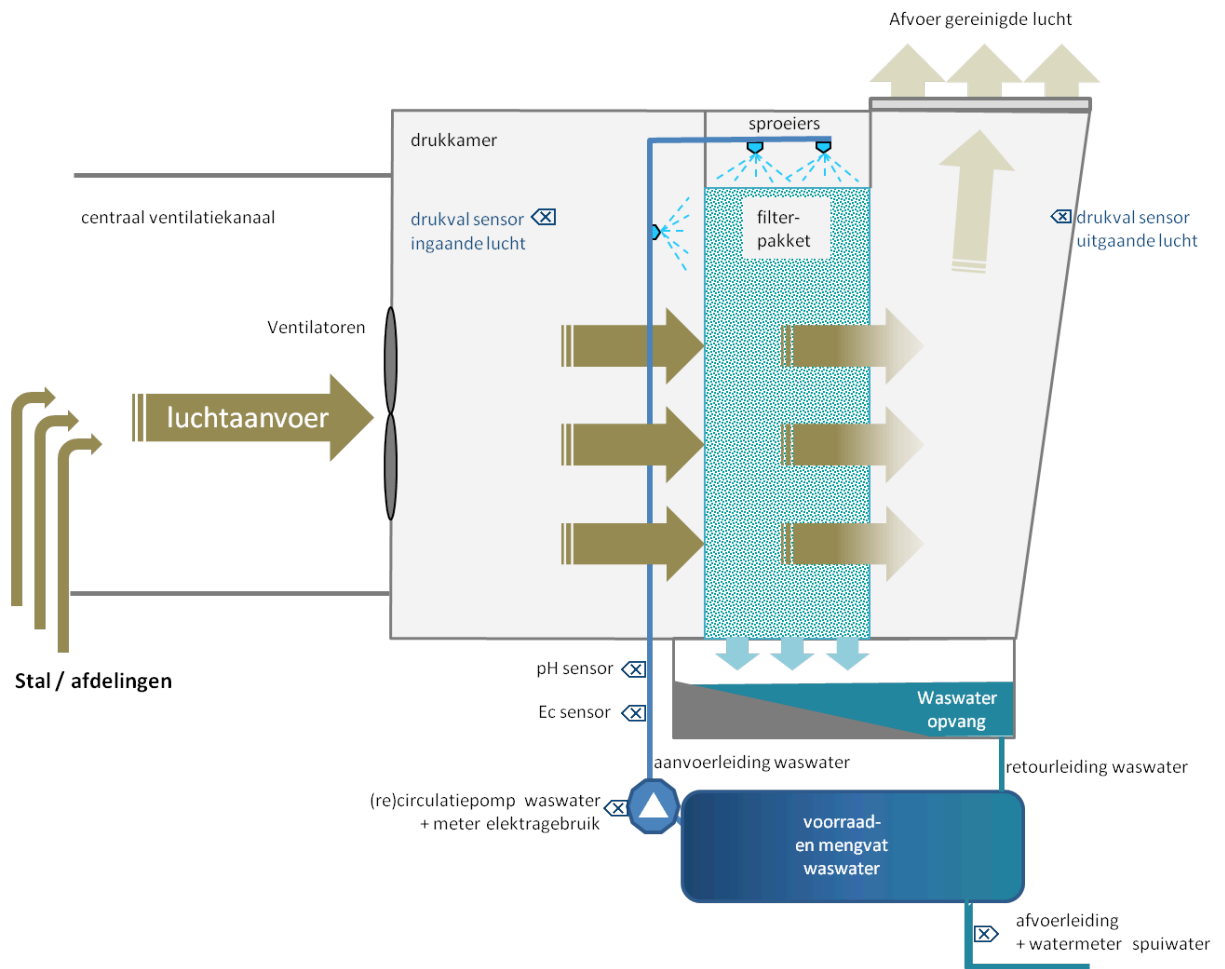 Afvoer gereinigde lucht
sproeiers
drukkamer
centraal ventilatiekanaal
drukval sensor
ingaande lucht
filter-
pakket
drukval sensor
uitgaande lucht
Ventilatoren
luchtaanvoer
Stal / afdelingen
pH sensor
Ec sensor
Waswater
opvang
aanvoerleiding waswater
retourleiding waswater
(re)circulatiepomp waswater
+ meter elektragebruik
voorraad-
en mengvat
waswater
afvoerleiding
+ watermeter spuiwater